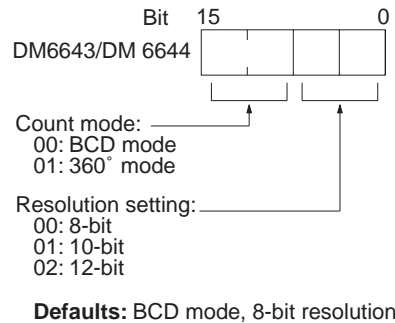 Bit 15 0
DM6643/DM 6644
Count mode:
00: BCD mode
01: 360° mode
Resolution setting:
00: 8-bit
01: 10-bit
02: 12-bit
Defaults: BCD mode, 8-bit resolution